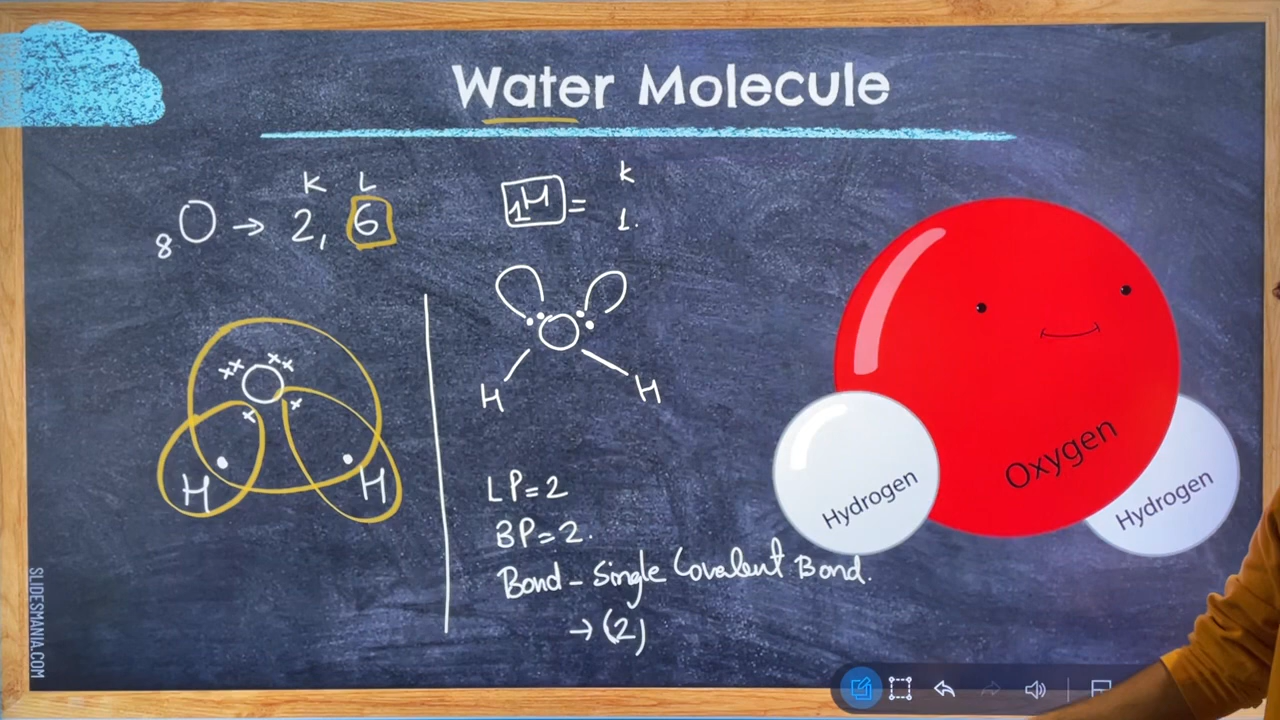 Water Molecule
K L
₈O → 2, 6
K
₁H = 1.
O
H H
O
H H
LP=2
BP=2.
Bond - Single Covalent Bond.
→ (2)
Oxygen
Hydrogen
Hydrogen
SLIDESMANIA.COM